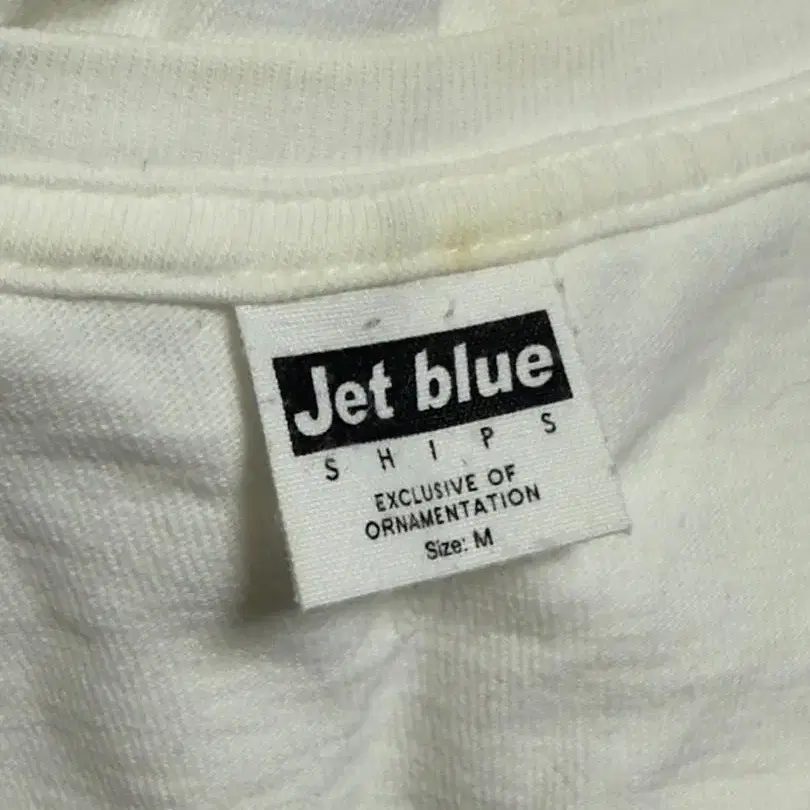 Jet blue
SHIPS
EXCLUSIVE OF
ORNAMENTATION
Size: M